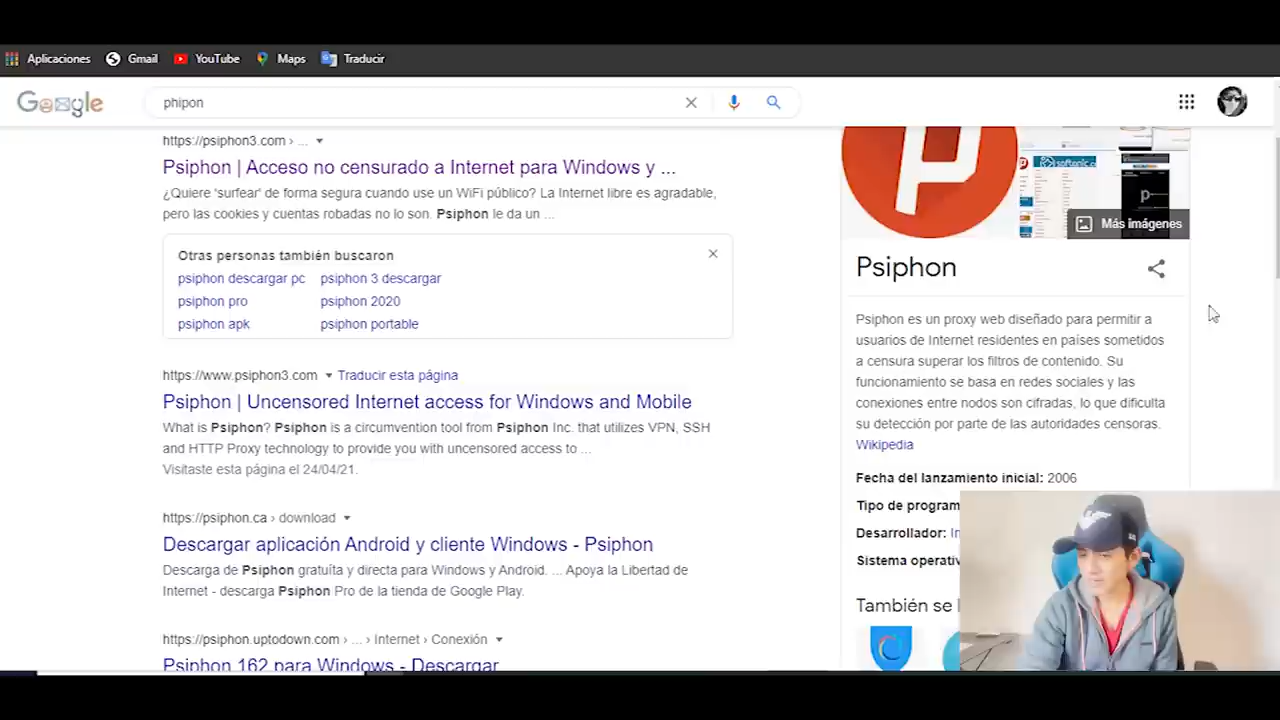 Aplicaciones Gmail YouTube Maps Traducir
Google phipon
https://psiphon3.com › ...
Psiphon | Acceso no censurado a Internet para Windows y ...
¿Quiere 'surfear' de forma segura cuando use un WiFi público? La Internet libre es agradable,
pero las cookies y cuentas robadas no lo son. Psiphon le da un ...
Otras personas también buscaron
psiphon descargar pc psiphon 3 descargar
psiphon pro psiphon 2020
psiphon apk psiphon portable
https://www.psiphon3.com Traducir esta página
Psiphon | Uncensored Internet access for Windows and Mobile
What is Psiphon? Psiphon is a circumvention tool from Psiphon Inc. that utilizes VPN, SSH
and HTTP Proxy technology to provide you with uncensored access to ...
Visitaste esta página el 24/04/21.
https://psiphon.ca › download
Descargar aplicación Android y cliente Windows - Psiphon
Descarga de Psiphon gratuíta y directa para Windows y Android. ... Apoya la Libertad de
Internet - descarga Psiphon Pro de la tienda de Google Play.
https://psiphon.uptodown.com › ... › Internet › Conexión
Psiphon 162 para Windows - Descargar
Más imágenes
Psiphon
Psiphon es un proxy web diseñado para permitir a
usuarios de Internet residentes en países sometidos
a censura superar los filtros de contenido. Su
funcionamiento se basa en redes sociales y las
conexiones entre nodos son cifradas, lo que dificulta
su detección por parte de las autoridades censoras.
Wikipedia
Fecha del lanzamiento inicial: 2006
Tipo de program
Desarrollador: In
Sistema operativ
También se l